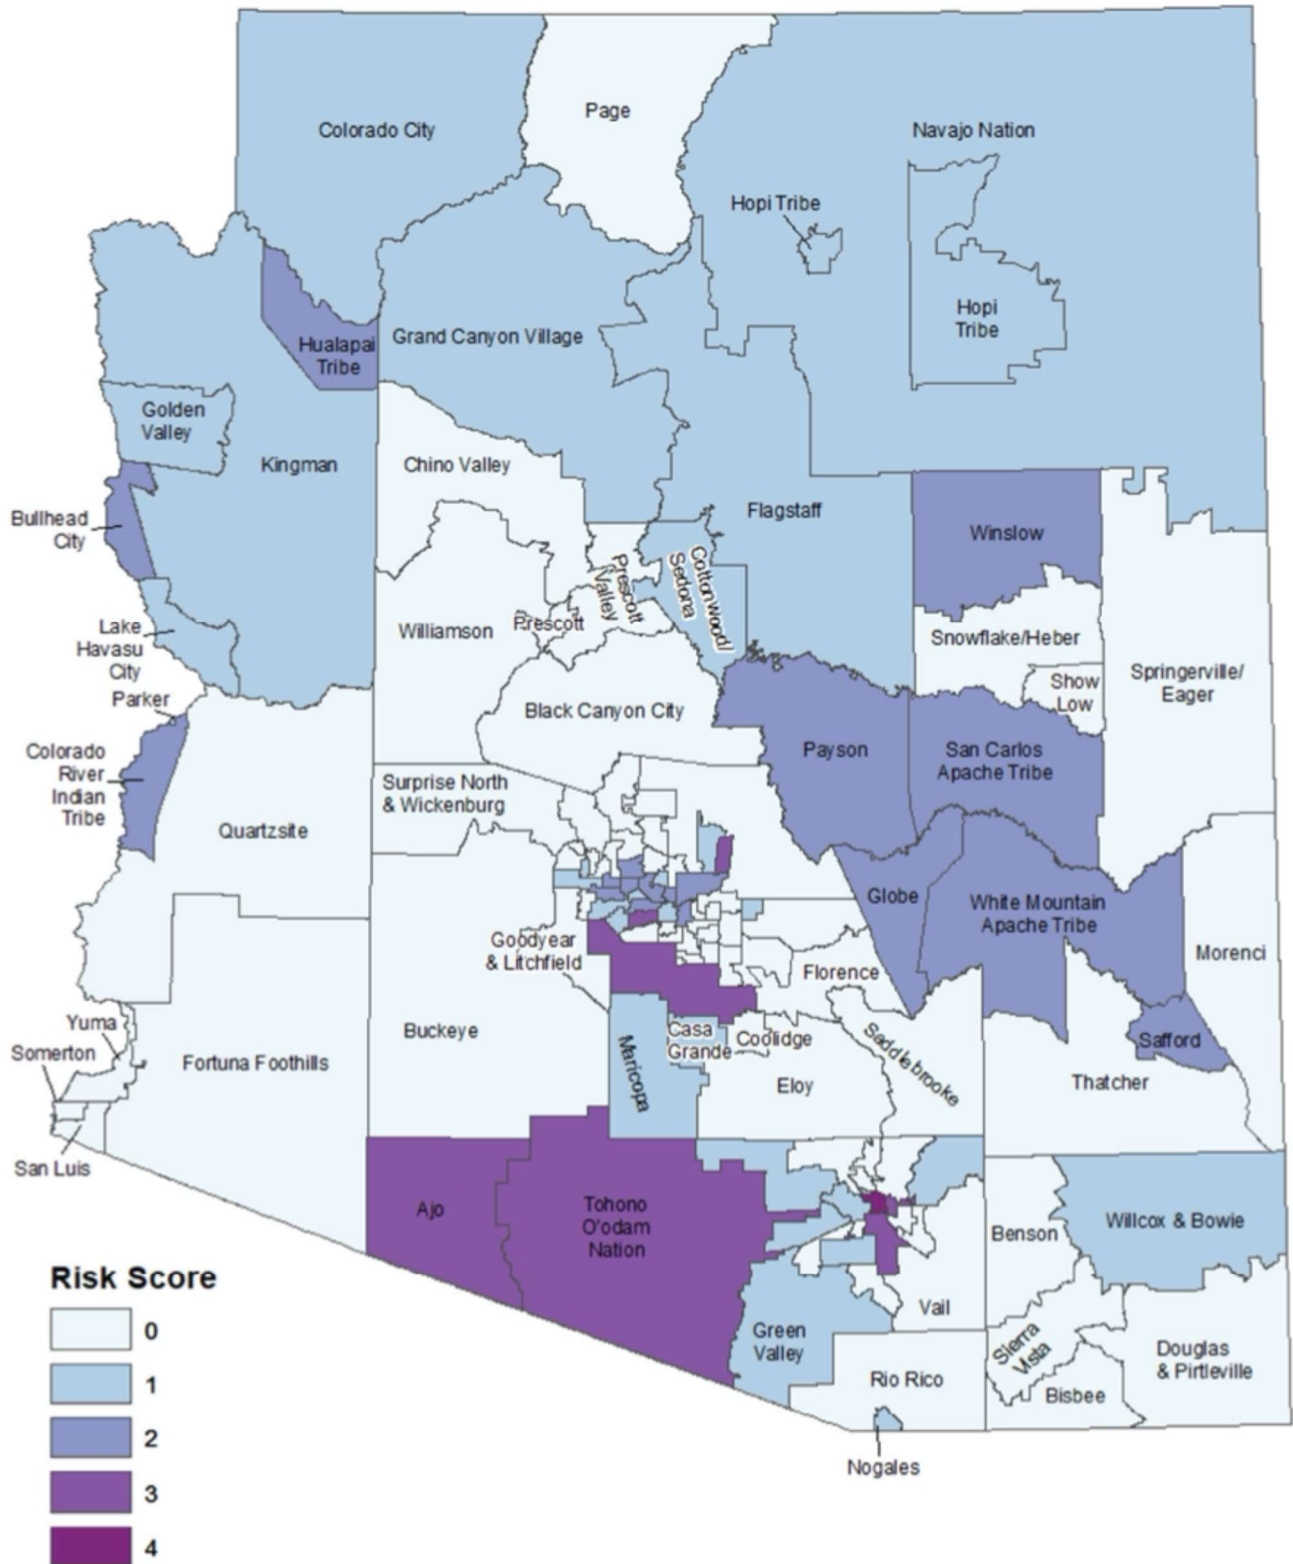 Colorado City
Page
Navajo Nation
Hopi Tribe
Hopi
Tribe
Hualapai
Tribe
Grand Canyon Village
Golden
Valley
Kingman
Chino Valley
Flagstaff
Winslow
Bullhead
City
Prescott
Valley
Cottonwood/
Sedona
Lake
Havasu
City
Williamson
Prescott
Snowflake/Heber
Show
Low
Springerville/
Eager
Parker
Black Canyon City
Payson
San Carlos
Apache Tribe
Colorado
River
Indian
Tribe
Surprise North
& Wickenburg
Quartzsite
Globe
White Mountain
Apache Tribe
Morenci
Goodyear
& Litchfield
Florence
Yuma
Somerton
Fortuna Foothills
Buckeye
Maricopa
Casa
Grande
Coolidge
Saddlebrooke
Safford
Eloy
Thatcher
San Luis
Ajo
Tohono
O'odam
Nation
Benson
Willcox & Bowie
Vail
Green
Valley
Sierra
Vista
Douglas
& Pirtleville
Rio Rico
Bisbee
Nogales
Risk Score
0
1
2
3
4